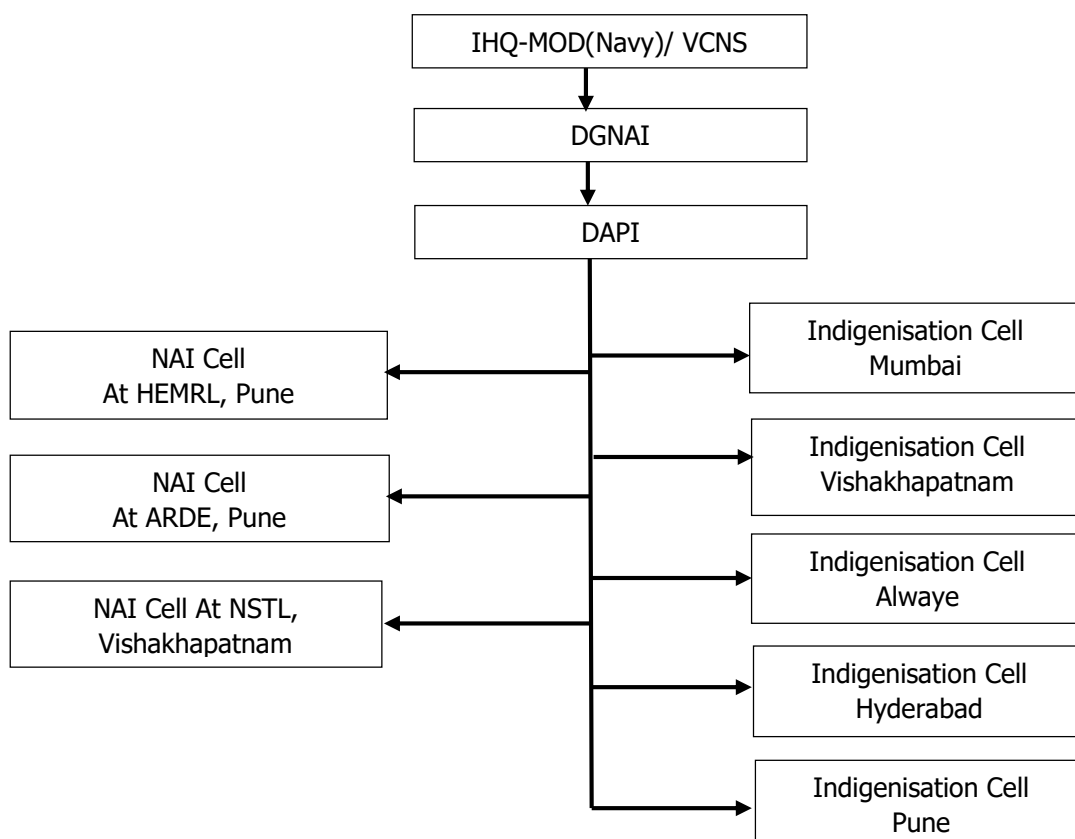 IHQ-MOD(Navy)/ VCNS
DGNAI
DAPI
NAI Cell
At HEMRL, Pune
NAI Cell
At ARDE, Pune
NAI Cell At NSTL,
Vishakhapatnam
Indigenisation Cell
Mumbai
Indigenisation Cell
Vishakhapatnam
Indigenisation Cell
Alwaye
Indigenisation Cell
Hyderabad
Indigenisation Cell
Pune